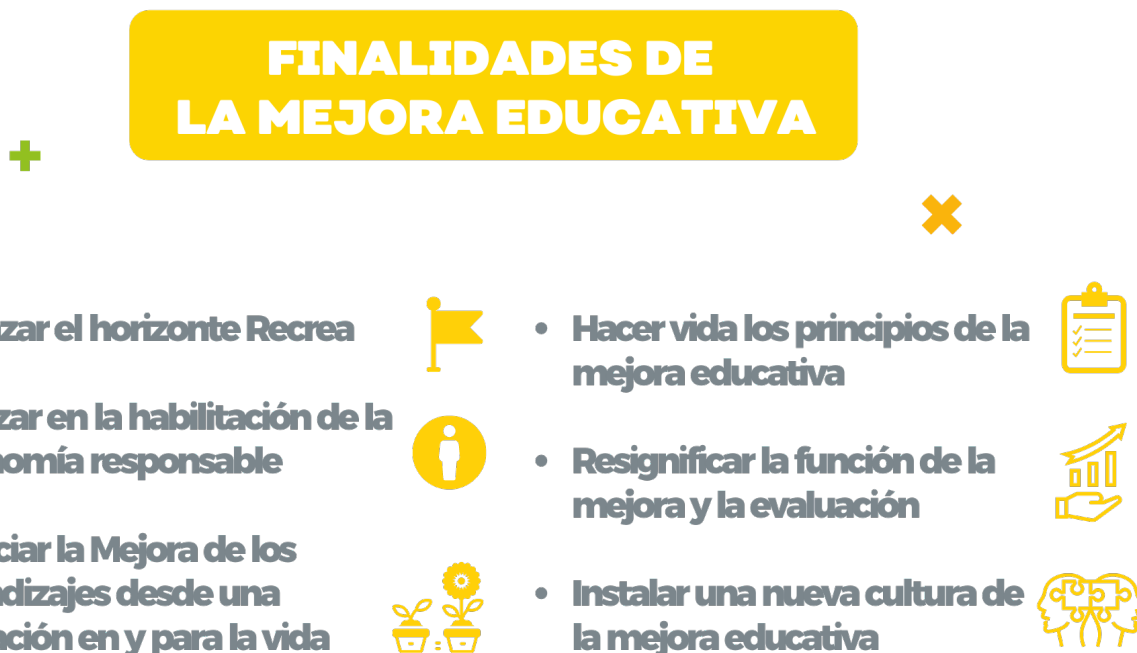 FINALIDADES DE
LA MEJORA EDUCATIVA
zar el horizonte Recrea
zar en la habilitación de la
nomía responsable
ciar la Mejora de los
ndizajes desde una
ación en y para la vida
• Hacer vida los principios de la
mejora educativa
• Resignificar la función de la
mejora y la evaluación
• Instalar una nueva cultura de
la mejora educativa